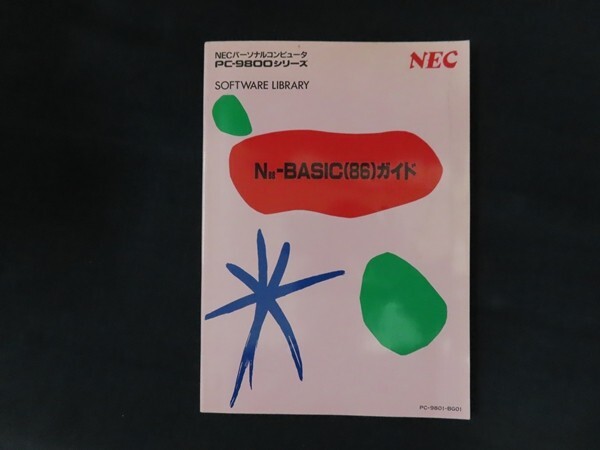 NECパーソナルコンピュータ
PC-9800シリーズ
NEC
SOFTWARE LIBRARY
N88-BASIC(86)ガイド
PC-9801-BG01